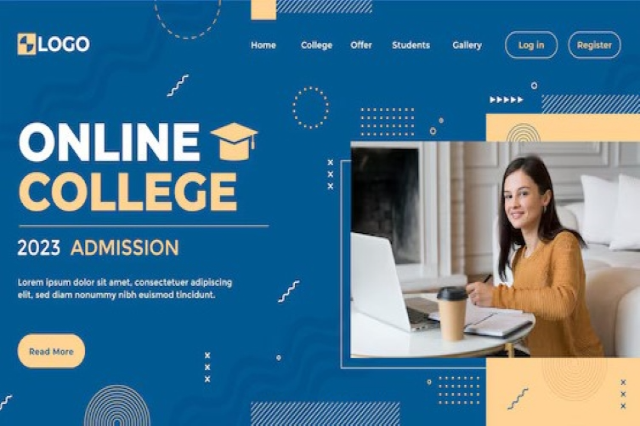 LOGO
Home College Offer Students Gallery Log in Register
ONLINE
COLLEGE
2023 ADMISSION
Lorem ipsum dolor sit amet, consectetuer adipiscing
elit, sed diam nonummy nibh euismod tincidunt.
Read More